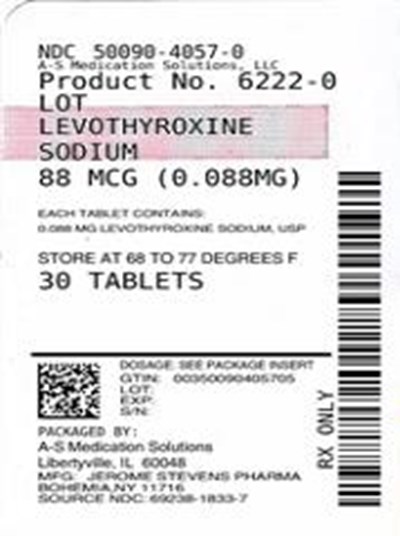 NDC 50090-4057-0
A-S Medication Solutions, LLC
Product No. 6222-0
LOT
LEVOTHYROXINE
SODIUM
88 MCG (0.088MG)
EACH TABLET CONTAINS:
0.088 MG LEVOTHYROXINE SODIUM, USP
STORE AT 68 TO 77 DEGREES F
30 TABLETS
DOSAGE: SEE PACKAGE INSERT
GTIN: 00350090405705
LOT:
EXP:
S/N:
PACKAGED BY:
A-S Medication Solutions
Libertyville, IL 60048
MFG: JEROME STEVENS PHARMA
BOHEMIA,NY 11716
SOURCE NDC: 69238-1833-7
RX ONLY